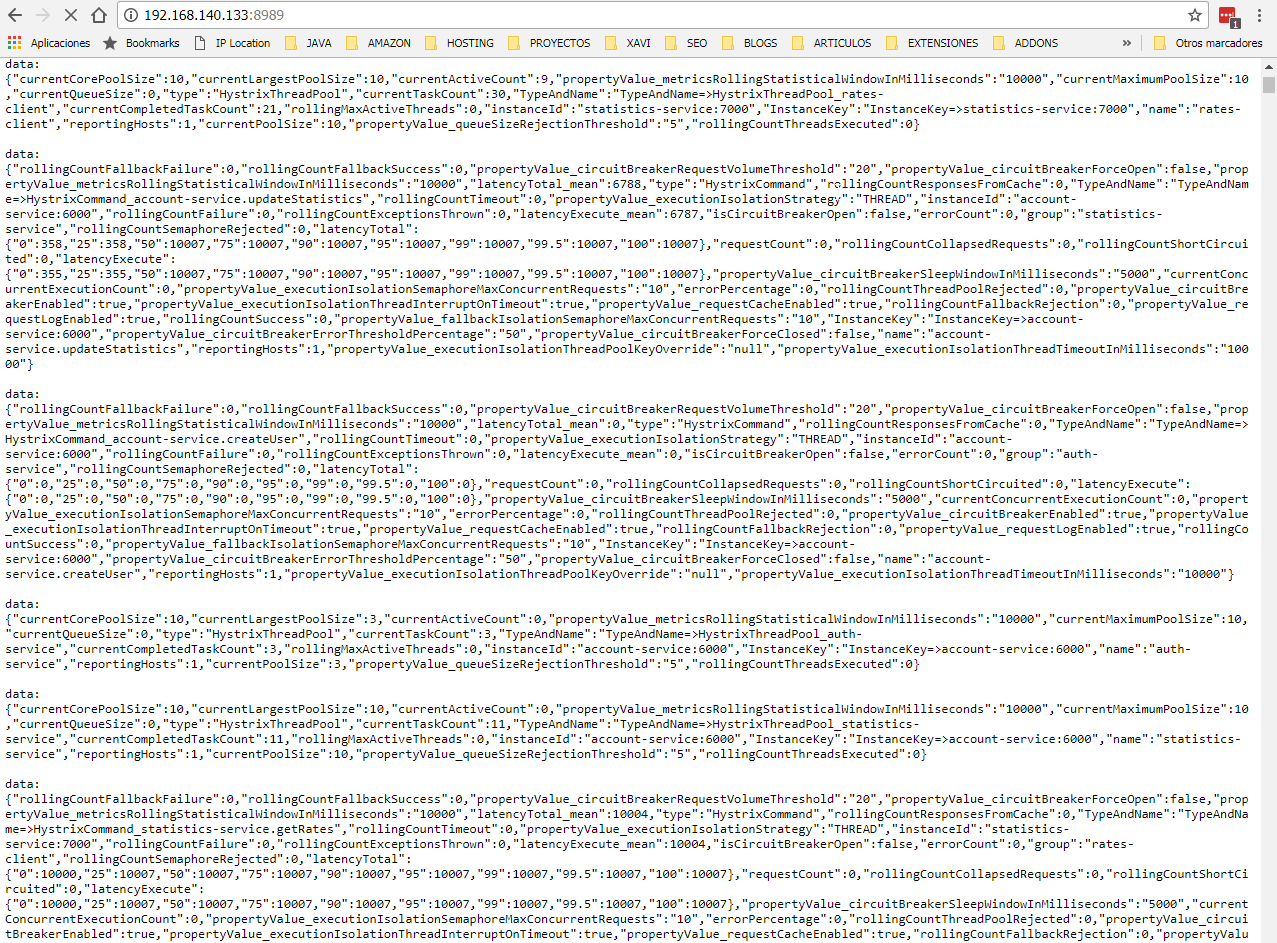 192.168.140.133:8989
1
Aplicaciones Bookmarks IP Location JAVA AMAZON HOSTING PROYECTOS XAVI SEO BLOGS ARTICULOS EXTENSIONES ADDONS » Otros marcadores
data:
{"currentCorePoolSize":10,"currentLargestPoolSize":10,"currentActiveCount":9,"propertyValue_metricsRollingStatisticalWindowInMilliseconds":"10000","currentMaximumPoolSize":10
,"currentQueueSize":0,"type":"HystrixThreadPool","currentTaskCount":30,"TypeAndName":"TypeAndName=>HystrixThreadPool_rates-
client","currentCompletedTaskCount":21,"rollingMaxActiveThreads":0,"instanceId":"statistics-service:7000","InstanceKey":"InstanceKey=>statistics-service:7000","name":"rates-
client","reportingHosts":1,"currentPoolSize":10,"propertyValue_queueSizeRejectionThreshold":"5","rollingCountThreadsExecuted":0}
data:
{"rollingCountFallbackFailure":0,"rollingCountFallbackSuccess":0,"propertyValue_circuitBreakerRequestVolumeThreshold":"20","propertyValue_circuitBreakerForceOpen":false,"prop
ertyValue_metricsRollingStatisticalWindowInMilliseconds":"10000","latencyTotal_mean":6788,"type":"HystrixCommand","rollingCountResponsesFromCache":0,"TypeAndName":"TypeAndName
=>HystrixCommand_account-service.updateStatistics","rollingCountTimeout":0,"propertyValue_executionIsolationStrategy":"THREAD","instanceId":"account-
service:6000","rollingCountFailure":0,"rollingCountExceptionsThrown":0,"latencyExecute_mean":6787,"isCircuitBreakerOpen":false,"errorCount":0,"group":"statistics-
service","rollingCountSemaphoreRejected":0,"latencyTotal":
{"0":358,"25":358,"50":10007,"75":10007,"90":10007,"95":10007,"99":10007,"99.5":10007,"100":10007},"requestCount":0,"rollingCountCollapsedRequests":0,"rollingCountShortCircui
ted":0,"latencyExecute":
{"0":355,"25":355,"50":10007,"75":10007,"90":10007,"95":10007,"99":10007,"99.5":10007,"100":10007},"propertyValue_circuitBreakerSleepWindowInMilliseconds":"5000","currentConc
urrentExecutionCount":0,"propertyValue_executionIsolationSemaphoreMaxConcurrentRequests":"10","errorPercentage":0,"rollingCountThreadPoolRejected":0,"propertyValue_circuitBre
akerEnabled":true,"propertyValue_executionIsolationThreadInterruptOnTimeout":true,"propertyValue_requestCacheEnabled":true,"rollingCountFallbackRejection":0,"propertyValue_re
questLogEnabled":true,"rollingCountSuccess":0,"propertyValue_fallbackIsolationSemaphoreMaxConcurrentRequests":"10","InstanceKey":"InstanceKey=>account-
service:6000","propertyValue_circuitBreakerErrorThresholdPercentage":"50","propertyValue_circuitBreakerForceClosed":false,"name":"account-
service.updateStatistics","reportingHosts":1,"propertyValue_executionIsolationThreadPoolKeyOverride":"null","propertyValue_executionIsolationThreadTimeoutInMilliseconds":"100
00"}
data:
{"rollingCountFallbackFailure":0,"rollingCountFallbackSuccess":0,"propertyValue_circuitBreakerRequestVolumeThreshold":"20","propertyValue_circuitBreakerForceOpen":false,"prop
ertyValue_metricsRollingStatisticalWindowInMilliseconds":"10000","latencyTotal_mean":0,"type":"HystrixCommand","rollingCountResponsesFromCache":0,"TypeAndName":"TypeAndName=>
HystrixCommand_account-service.createUser","rollingCountTimeout":0,"propertyValue_executionIsolationStrategy":"THREAD","instanceId":"account-
service:6000","rollingCountFailure":0,"rollingCountExceptionsThrown":0,"latencyExecute_mean":0,"isCircuitBreakerOpen":false,"errorCount":0,"group":"auth-
service","rollingCountSemaphoreRejected":0,"latencyTotal":
{"0":0,"25":0,"50":0,"75":0,"90":0,"95":0,"99":0,"99.5":0,"100":0},"requestCount":0,"rollingCountCollapsedRequests":0,"rollingCountShortCircuited":0,"latencyExecute":
{"0":0,"25":0,"50":0,"75":0,"90":0,"95":0,"99":0,"99.5":0,"100":0},"propertyValue_circuitBreakerSleepWindowInMilliseconds":"5000","currentConcurrentExecutionCount":0,"propert
yValue_executionIsolationSemaphoreMaxConcurrentRequests":"10","errorPercentage":0,"rollingCountThreadPoolRejected":0,"propertyValue_circuitBreakerEnabled":true,"propertyValue
_executionIsolationThreadInterruptOnTimeout":true,"propertyValue_requestCacheEnabled":true,"rollingCountFallbackRejection":0,"propertyValue_requestLogEnabled":true,"rollingCo
untSuccess":0,"propertyValue_fallbackIsolationSemaphoreMaxConcurrentRequests":"10","InstanceKey":"InstanceKey=>account-
service:6000","propertyValue_circuitBreakerErrorThresholdPercentage":"50","propertyValue_circuitBreakerForceClosed":false,"name":"account-
service.createUser","reportingHosts":1,"propertyValue_executionIsolationThreadPoolKeyOverride":"null","propertyValue_executionIsolationThreadTimeoutInMilliseconds":"10000"}
data:
{"currentCorePoolSize":10,"currentLargestPoolSize":3,"currentActiveCount":0,"propertyValue_metricsRollingStatisticalWindowInMilliseconds":"10000","currentMaximumPoolSize":10,
"currentQueueSize":0,"type":"HystrixThreadPool","currentTaskCount":3,"TypeAndName":"TypeAndName=>HystrixThreadPool_auth-
service","currentCompletedTaskCount":3,"rollingMaxActiveThreads":0,"instanceId":"account-service:6000","InstanceKey":"InstanceKey=>account-service:6000","name":"auth-
service","reportingHosts":1,"currentPoolSize":3,"propertyValue_queueSizeRejectionThreshold":"5","rollingCountThreadsExecuted":0}
data:
{"currentCorePoolSize":10,"currentLargestPoolSize":10,"currentActiveCount":0,"propertyValue_metricsRollingStatisticalWindowInMilliseconds":"10000","currentMaximumPoolSize":10
,"currentQueueSize":0,"type":"HystrixThreadPool","currentTaskCount":11,"TypeAndName":"TypeAndName=>HystrixThreadPool_statistics-
service","currentCompletedTaskCount":11,"rollingMaxActiveThreads":0,"instanceId":"account-service:6000","InstanceKey":"InstanceKey=>account-service:6000","name":"statistics-
service","reportingHosts":1,"currentPoolSize":10,"propertyValue_queueSizeRejectionThreshold":"5","rollingCountThreadsExecuted":0}
data:
{"rollingCountFallbackFailure":0,"rollingCountFallbackSuccess":0,"propertyValue_circuitBreakerRequestVolumeThreshold":"20","propertyValue_circuitBreakerForceOpen":false,"prop
ertyValue_metricsRollingStatisticalWindowInMilliseconds":"10000","latencyTotal_mean":10004,"type":"HystrixCommand","rollingCountResponsesFromCache":0,"TypeAndName":"TypeAndNa
me=>HystrixCommand_statistics-service.getRates","rollingCountTimeout":0,"propertyValue_executionIsolationStrategy":"THREAD","instanceId":"statistics-
service:7000","rollingCountFailure":0,"rollingCountExceptionsThrown":0,"latencyExecute_mean":10004,"isCircuitBreakerOpen":false,"errorCount":0,"group":"rates-
client","rollingCountSemaphoreRejected":0,"latencyTotal":
{"0":10000,"25":10007,"50":10007,"75":10007,"90":10007,"95":10007,"99":10007,"99.5":10007,"100":10007},"requestCount":0,"rollingCountCollapsedRequests":0,"rollingCountShortCi
rcuited":0,"latencyExecute":
{"0":10000,"25":10007,"50":10007,"75":10007,"90":10007,"95":10007,"99":10007,"99.5":10007,"100":10007},"propertyValue_circuitBreakerSleepWindowInMilliseconds":"5000","current
ConcurrentExecutionCount":0,"propertyValue_executionIsolationSemaphoreMaxConcurrentRequests":"10","errorPercentage":0,"rollingCountThreadPoolRejected":0,"propertyValue_circui
tBreakerEnabled":true,"propertyValue_executionIsolationThreadInterruptOnTimeout":true,"propertyValue_requestCacheEnabled":true,"rollingCountFallbackRejection":0,"propertyValu